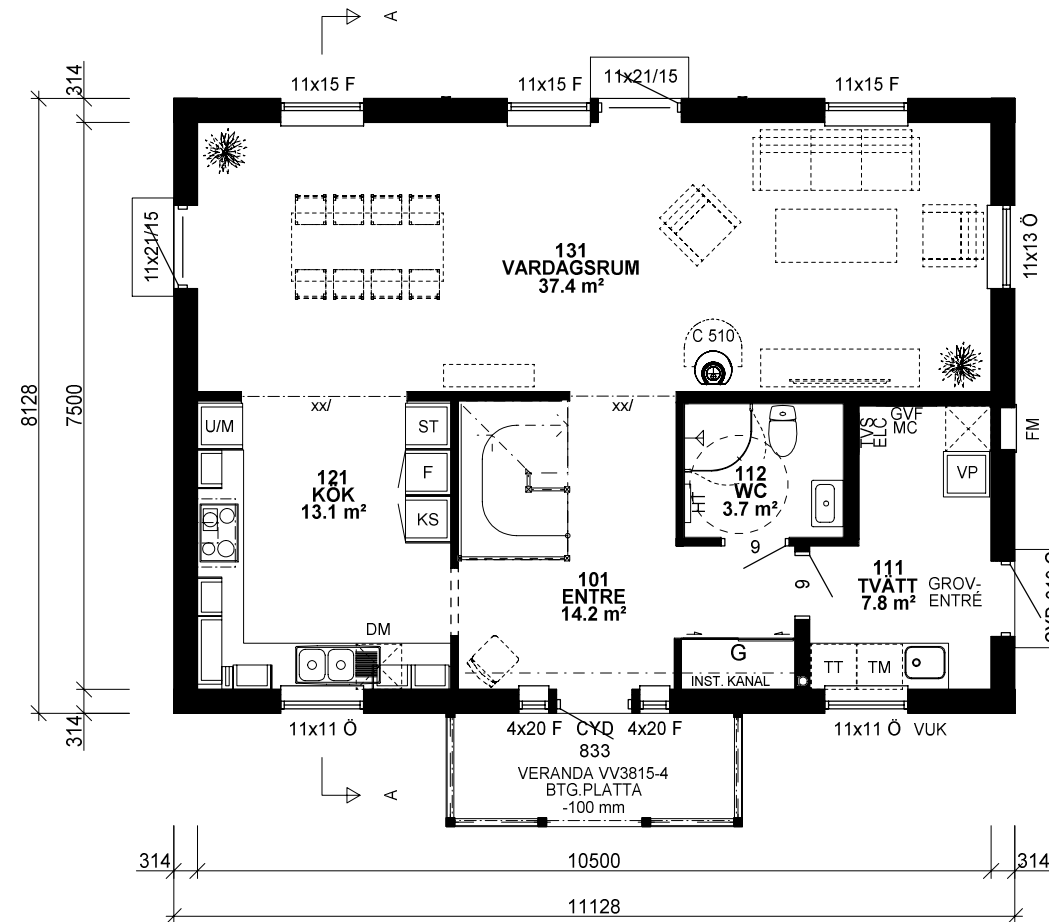 A
A
11x15 F
11x15 F
11x21/15
11x15 F
314
8128
7500
314
11x21/15
11x13 Ö
131
VARDAGSRUM
37.4 m²
C 510
xx/
xx/
U/M
ST
F
KS
121
KÖK
13.1 m²
DM
112
WC
3.7 m²
HT
TVS
ELC
GVF
MC
VP
FM
9
9
101
ENTRE
14.2 m²
111
TVÄTT
7.8 m²
GROV-
ENTRÉ
G
INST. KANAL
TT
TM
11x11 Ö
4x20 F
CYD
833
4x20 F
11x11 Ö
VUK
VERANDA VV3815-4
BTG.PLATTA
-100 mm
314
10500
314
11128